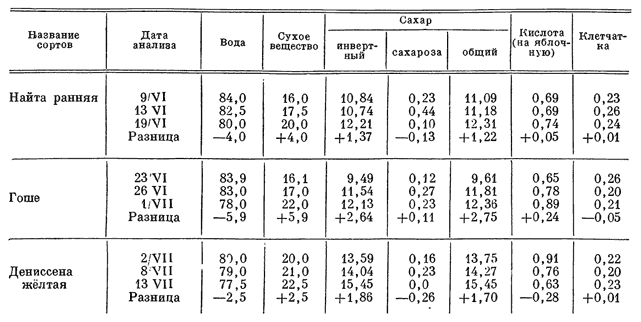 Название сортов Дата анализа Вода Сухое вещество Сахар Кислота (на яблочную) Клетчатка
инвертный сахароза общий
Найта ранняя 9/VI 84,0 16,0 10,84 0,23 11,09 0,69 0,23
13 VI 82,5 17,5 10,74 0,44 11,18 0,69 0,26
19/VI 80,0 20,0 12,21 0,10 12,31 0,74 0,24
Разница —4,0 +4,0 +1,37 —0,13 +1,22 +0,05 +0,01
Гоше 23 VI 83,9 16,1 9,49 0,12 9,61 0,65 0,26
26 VI 83,0 17,0 11,54 0,27 11,81 0,78 0,20
1/VII 78,0 22,0 12,13 0,23 12,36 0,89 0,21
Разница —5,9 +5,9 +2,64 +0,11 +2,75 +0,24 —0,05
Дениссена жёлтая 2/VII 80,0 20,0 13,59 0,16 13,75 0,91 0,22
8/VII 79,0 21,0 14,04 0,23 14,27 0,76 0,20
13 VII 77,5 22,5 15,45 0,0 15,45 0,63 0,23
Разница —2,5 +2,5 +1,86 —0,26 +1,70 —0,28 +0,01